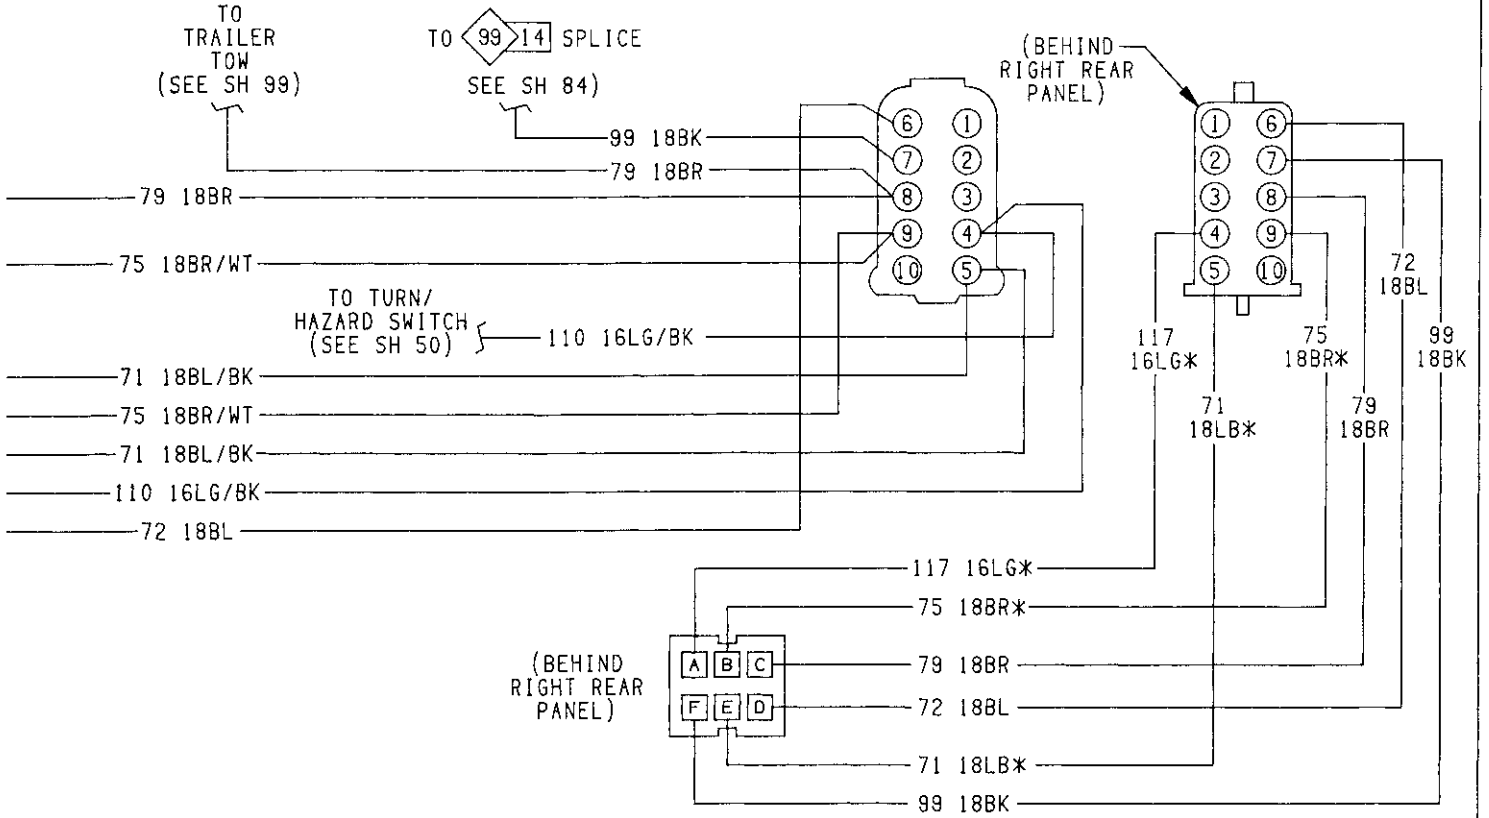 TO
TRAILER
TOW
(SEE SH 99)
TO 99 14 SPLICE
SEE SH 84)
(BEHIND
RIGHT REAR
PANEL)
99 18BK
79 18BR
79 18BR
75 18BR/WT
TO TURN/
HAZARD SWITCH
(SEE SH 50)
110 16LG/BK
71 18BL/BK
75 18BR/WT
71 18BL/BK
110 16LG/BK
72 18BL
6 1
7 2
8 3
9 4
10 5
1 6
2 7
3 8
4 9
5 10
72
18BL
117
16LG*
75
18BR*
99
18BK
71
18LB*
79
18BR
117 16LG*
75 18BR*
(BEHIND
RIGHT REAR
PANEL)
A B C
F E D
79 18BR
72 18BL
71 18LB*
99 18BK